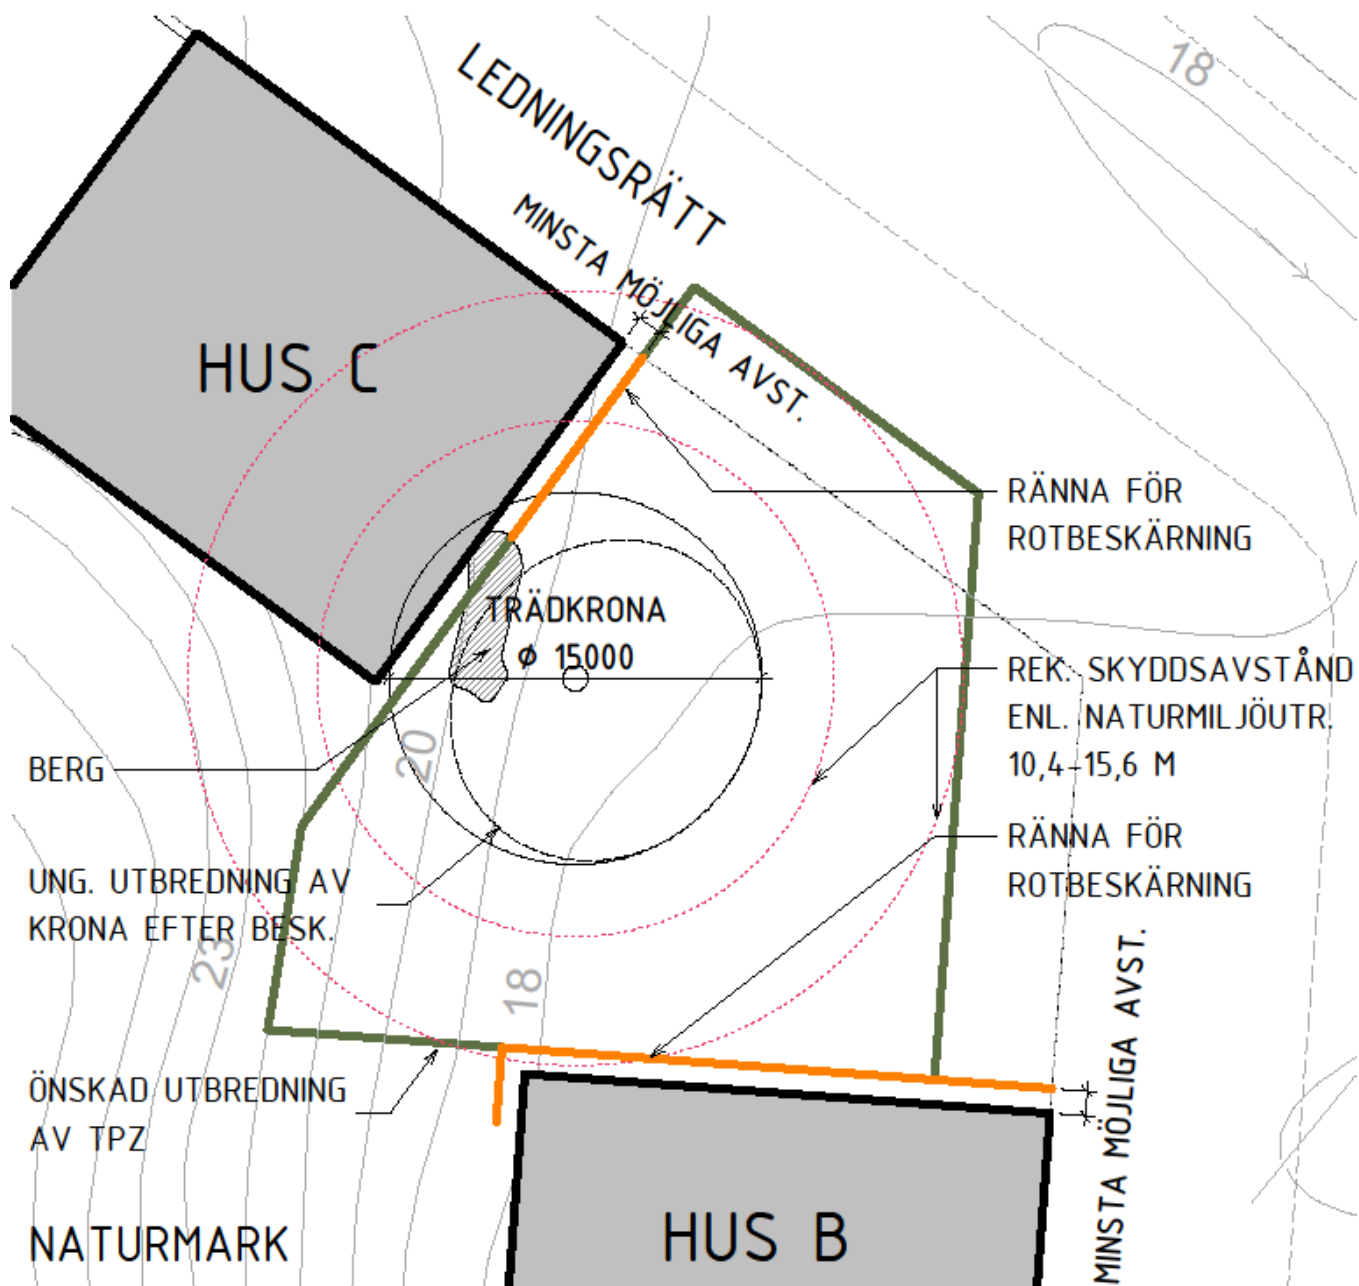 18
LEDNINGSRÄTT
MINSTA MÖJLIGA AVST.
HUS C
RÄNNA FÖR
ROTBESKÄRNING
TRÄDKRONA
Ø 15000
REK. SKYDDSAVSTÅND
ENL. NATURMILJÖUTR.
10,4-15,6 M
BERG
20
RÄNNA FÖR
ROTBESKÄRNING
UNG. UTBREDNING AV
KRONA EFTER BESK.
23
18
MINSTA MÖJLIGA AVST.
ÖNSKAD UTBREDNING
AV TPZ
NATURMARK
HUS B